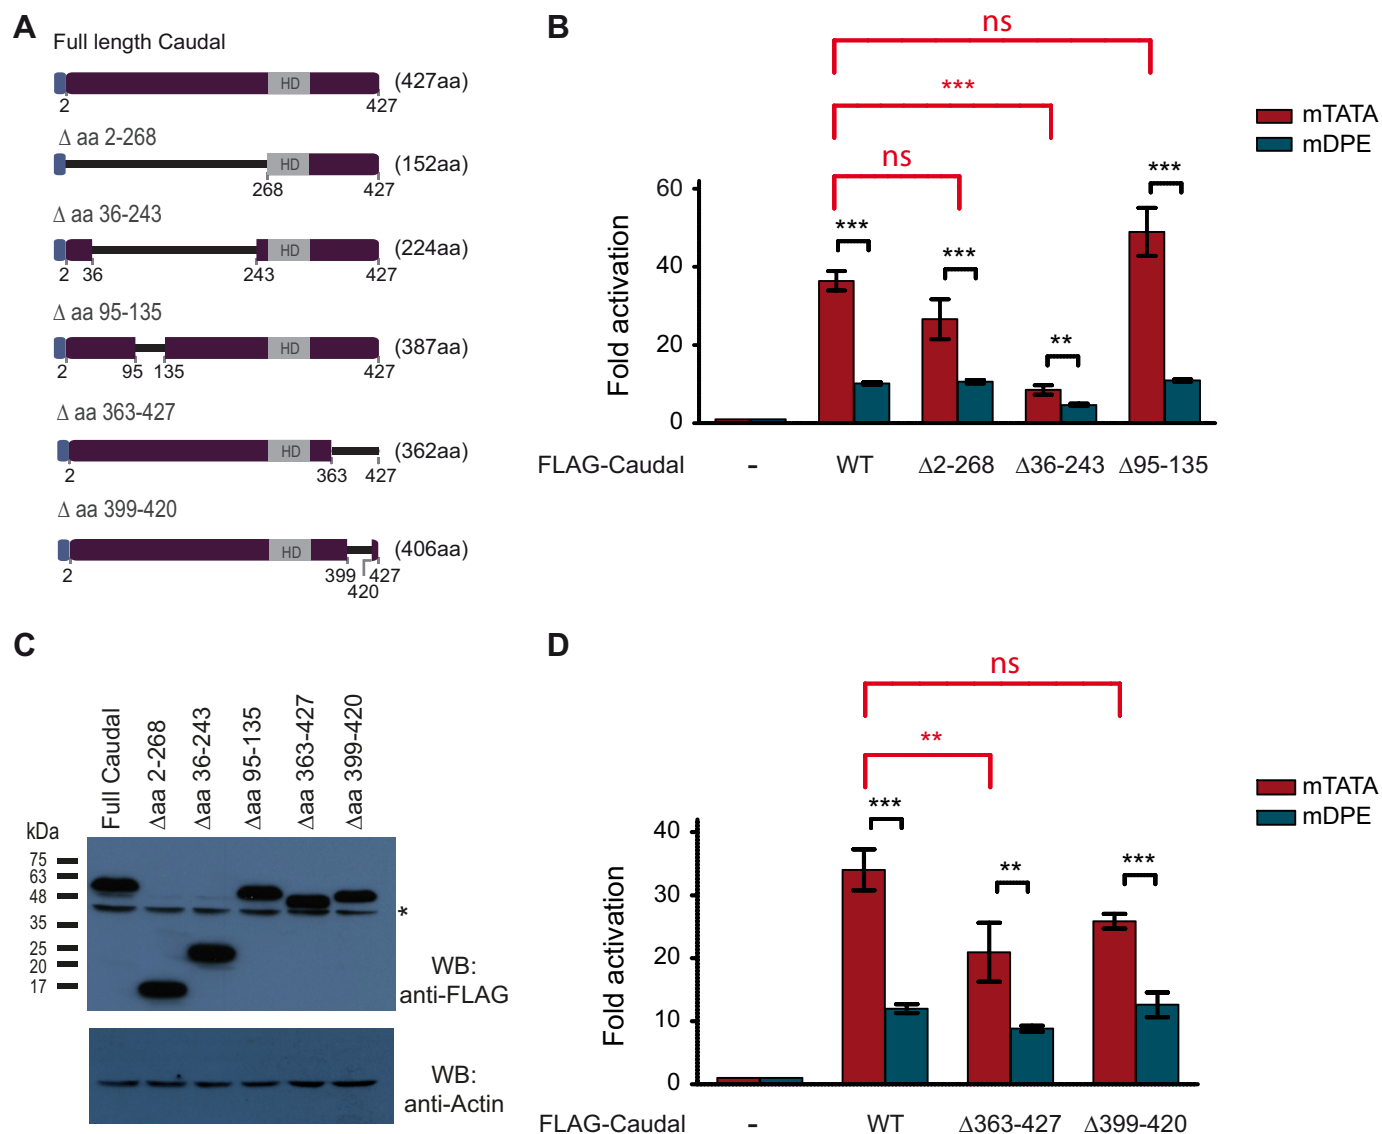 A
Full length Caudal
HD
(427aa)
2
427
Δ aa 2-268
HD
(152aa)
268
427
Δ aa 36-243
HD
(224aa)
2
36
243
427
Δ aa 95-135
HD
(387aa)
2
95
135
427
Δ aa 363-427
HD
(362aa)
2
363
427
Δ aa 399-420
HD
(406aa)
2
399
420
427
B
ns
***
ns
mTATA
mDPE
***
***
**
***
Fold activation
60
40
20
0
FLAG-Caudal
-
WT
Δ2-268
Δ36-243
Δ95-135
C
Full Caudal
Δaa 2-268
Δaa 36-243
Δaa 95-135
Δaa 363-427
Δaa 399-420
kDa
75
63
48
35
25
20
17
*
WB:
anti-FLAG
WB:
anti-Actin
D
ns
**
mTATA
mDPE
***
**
***
Fold activation
40
30
20
10
0
FLAG-Caudal
-
WT
Δ363-427
Δ399-420